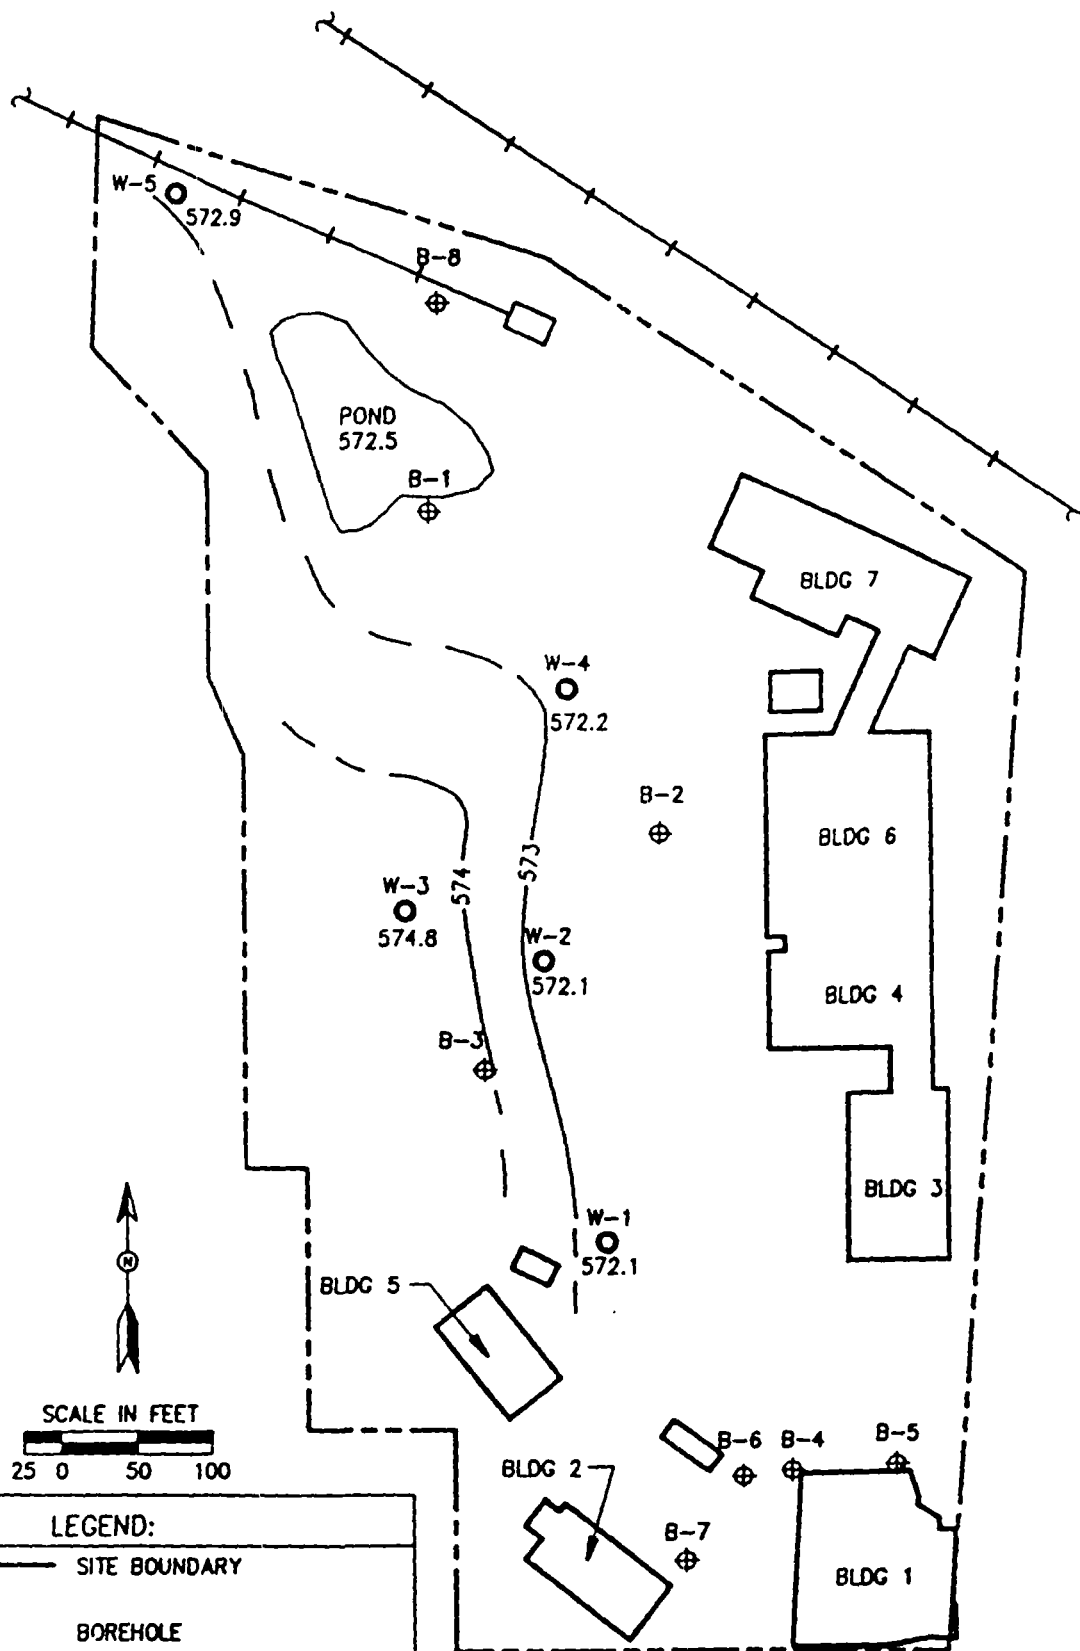 W-5
572.9
B-8
POND
572.5
B-1
BLDG 7
W-4
572.2
B-2
BLDG 6
573
574
W-3
574.8
W-2
572.1
BLDG 4
B-3
BLDG 3
W-1
572.1
N
BLDG 5
SCALE IN FEET
25 0 50 100
B-6 B-4 B-5
BLDG 2
B-7
BLDG 1
LEGEND:
SITE BOUNDARY
BOREHOLE